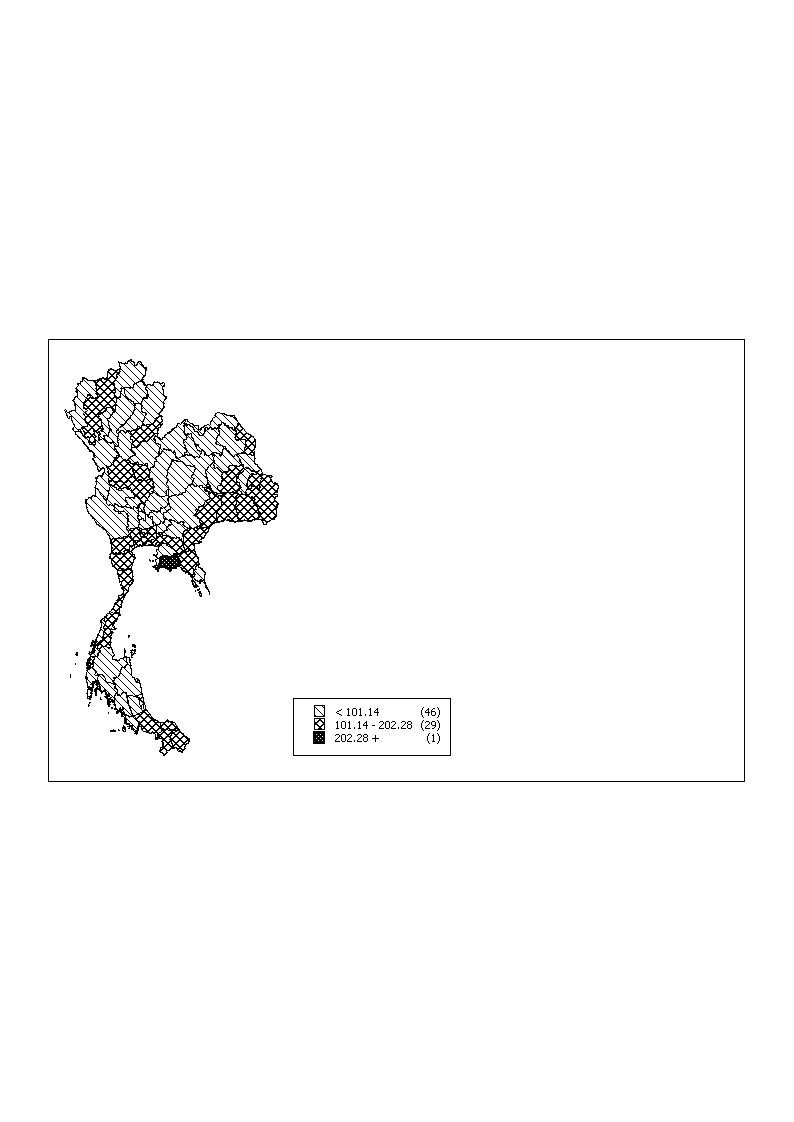 < 101.14 (46)
101.14 - 202.28 (29)
202.28 + (1)